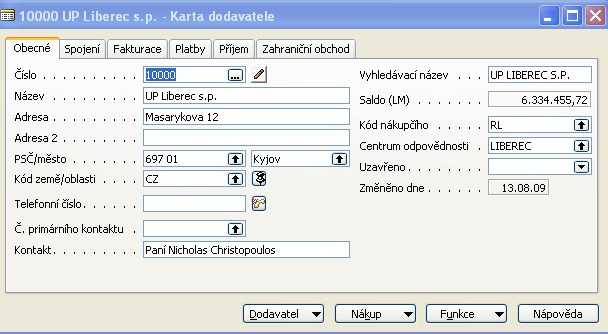 10000 UP Liberec s.p. - Karta dodavatele
Obecné Spojení Fakturace Platby Příjem Zahraniční obchod
Číslo 10000 ...
Název UP Liberec s.p.
Adresa Masarykova 12
Adresa 2
PSČ/město 697 01 Kyjov
Kód země/oblasti CZ
Telefonní číslo
Č. primárního kontaktu
Kontakt Paní Nicholas Christopoulos
Vyhledávací název UP LIBEREC S.P.
Saldo (LM) 6.334.455,72
Kód nákupčího RL
Centrum odpovědnosti LIBEREC
Uzavřeno
Změněno dne 13.08.09
Dodavatel Nákup Funkce Nápověda